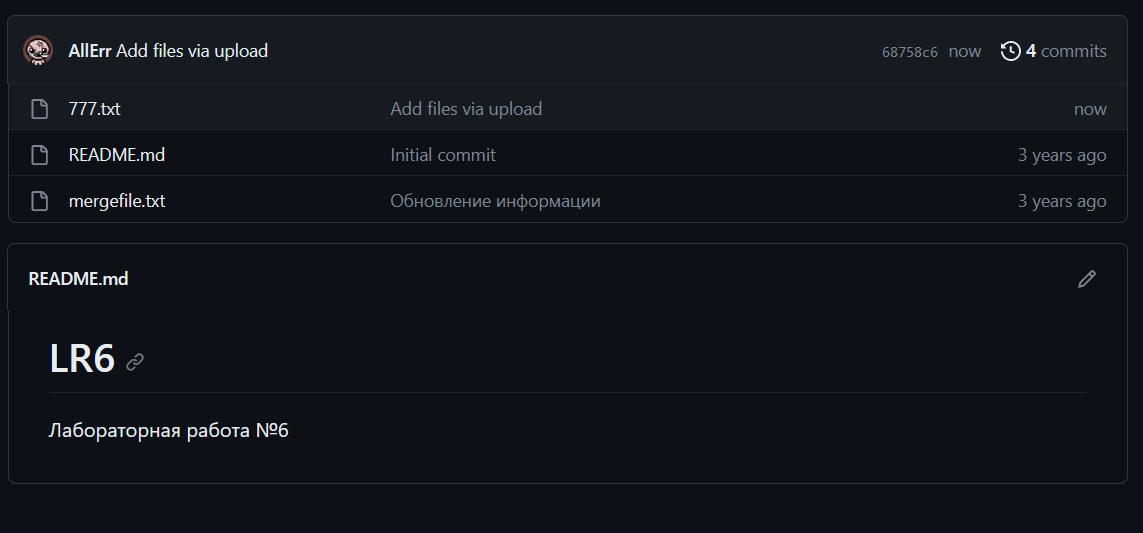 AllErr Add files via upload 68758c6 now 4 commits
777.txt Add files via upload now
README.md Initial commit 3 years ago
mergefile.txt Обновление информации 3 years ago
README.md
LR6
Лабораторная работа №6